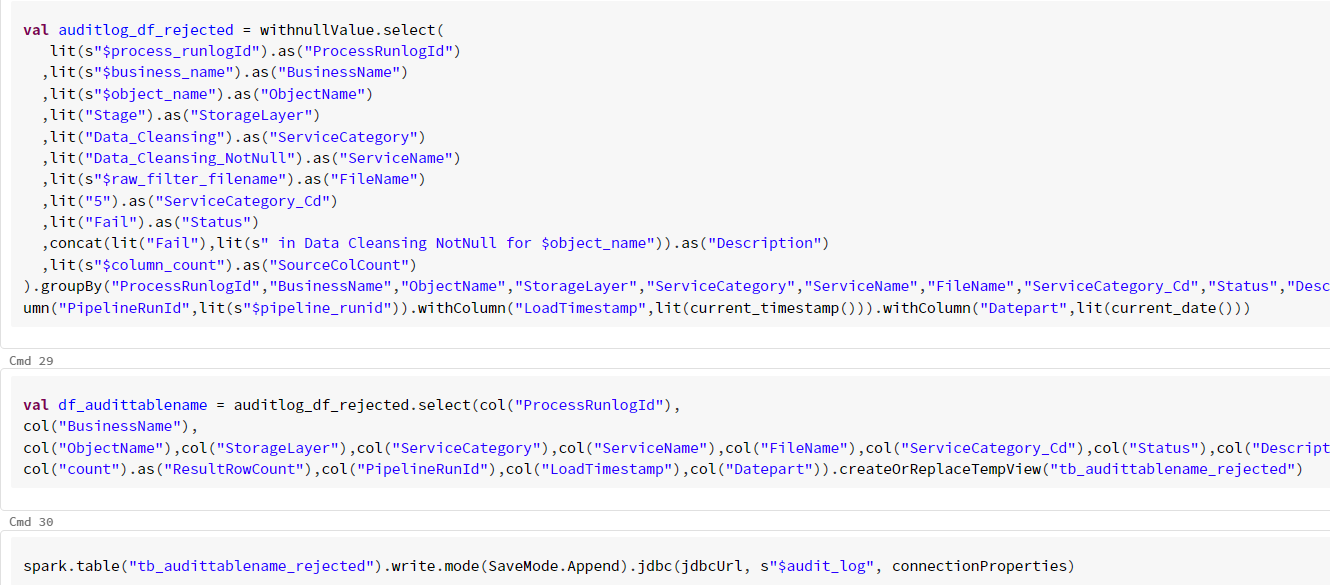 val auditlog_df_rejected = withnullValue.select(
lit(s"$process_runlogId").as("ProcessRunlogId")
,lit(s"$business_name").as("BusinessName")
,lit(s"$object_name").as("ObjectName")
,lit("Stage").as("StorageLayer")
,lit("Data_Cleansing").as("ServiceCategory")
,lit("Data_Cleansing_NotNull").as("ServiceName")
,lit(s"$raw_filter_filename").as("FileName")
,lit("5").as("ServiceCategory_Cd")
,lit("Fail").as("Status")
,concat(lit("Fail"),lit(s" in Data Cleansing NotNull for $object_name")).as("Description")
,lit(s"$column_count").as("SourceColCount")
).groupBy("ProcessRunlogId","BusinessName","ObjectName","StorageLayer","ServiceCategory","ServiceName","FileName","ServiceCategory_Cd","Status","Desc
umn("PipelineRunId",lit(s"$pipeline_runid")).withColumn("LoadTimestamp",lit(current_timestamp())).withColumn("Datepart",lit(current_date()))
Cmd 29
val df_audittablename = auditlog_df_rejected.select(col("ProcessRunlogId"),
col("BusinessName"),
col("ObjectName"),col("StorageLayer"),col("ServiceCategory"),col("ServiceName"),col("FileName"),col("ServiceCategory_Cd"),col("Status"),col("Descript
col("count").as("ResultRowCount"),col("PipelineRunId"),col("LoadTimestamp"),col("Datepart")).createOrReplaceTempView("tb_audittablename_rejected")
Cmd 30
spark.table("tb_audittablename_rejected").write.mode(SaveMode.Append).jdbc(jdbcUrl, s"$audit_log", connectionProperties)